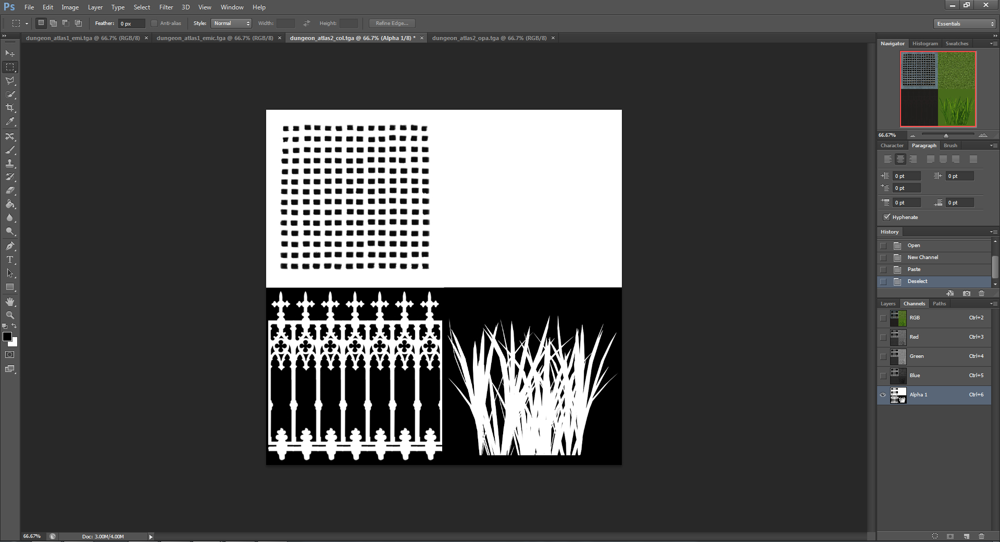 Ps File Edit Image Layer Type Select Filter 3D View Window Help
Feather: 0 px Anti-alias Style: Normal Width: Height: Refine Edge... Essentials
dungeon_atlas1_emi.tga @ 66.7% (RGB/8) × dungeon_atlas1_emic.tga @ 66.7% (RGB/8) × dungeon_atlas2_col.tga @ 66.7% (Alpha 1/8) * × dungeon_atlas2_opa.tga @ 66.7% (RGB/8) ×
Navigator Histogram Swatches
66.67%
Character Paragraph Brush
0 pt 0 pt
0 pt
0 pt 0 pt
Hyphenate
History
Open
New Channel
Paste
Deselect
Layers Channels Paths
RGB Ctrl+2
Red Ctrl+3
Green Ctrl+4
Blue Ctrl+5
Alpha 1 Ctrl+6
66.67% Doc: 3.00M/4.00M